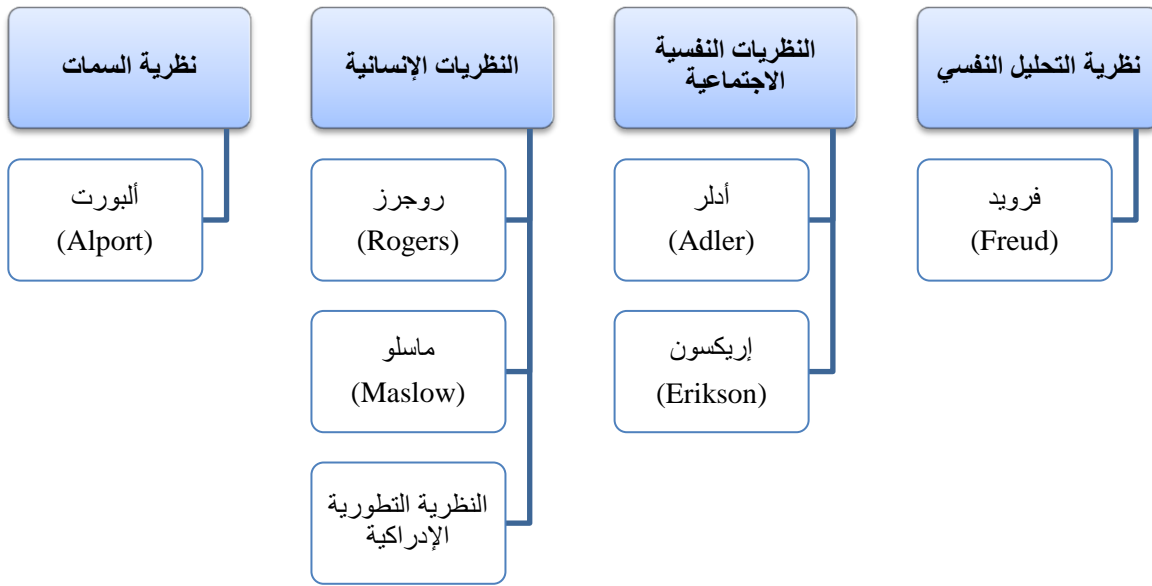 نظرية التحليل النفسي
فرويد
(Freud)
النظريات النفسية
الاجتماعية
أدلر
(Adler)
إريكسون
(Erikson)
النظريات الإنسانية
روجرز
(Rogers)
ماسلو
(Maslow)
النظرية التطورية
الإدراكية
نظرية السمات
ألبورت
(Alport)